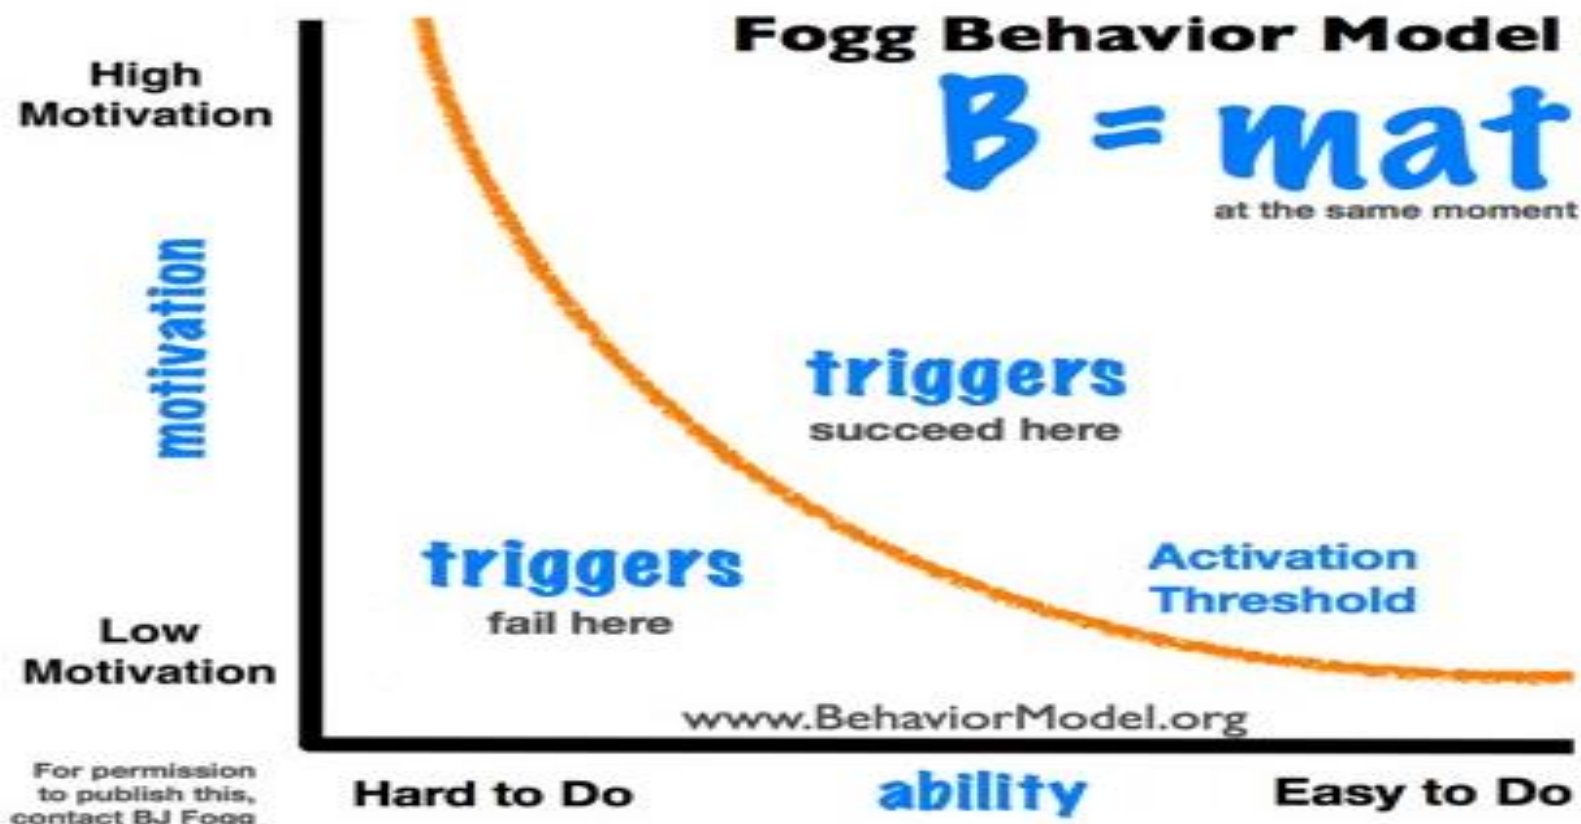 Fogg Behavior Model
B = mat
at the same moment
High
Motivation
motivation
triggers
succeed here
triggers
fail here
Activation
Threshold
Low
Motivation
www.BehaviorModel.org
For permission
to publish this,
contact BJ Fogg
Hard to Do
ability
Easy to Do